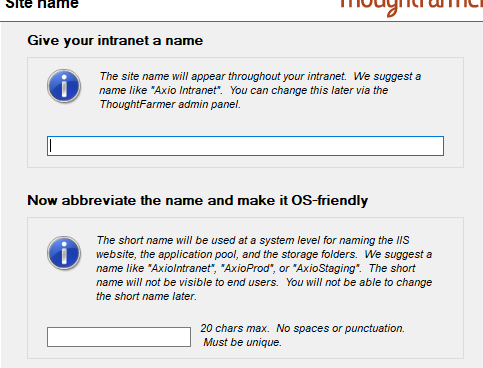 Site name
ThoughtFarmer
Give your intranet a name
The site name will appear throughout your intranet. We suggest a
name like "Axio Intranet". You can change this later via the
ThoughtFarmer admin panel.
Now abbreviate the name and make it OS-friendly
The short name will be used at a system level for naming the IIS
website, the application pool, and the storage folders. We suggest a
name like "AxioIntranet", "AxioProd", or "AxioStaging". The short
name will not be visible to end users. You will not be able to change
the short name later.
20 chars max. No spaces or punctuation.
Must be unique.